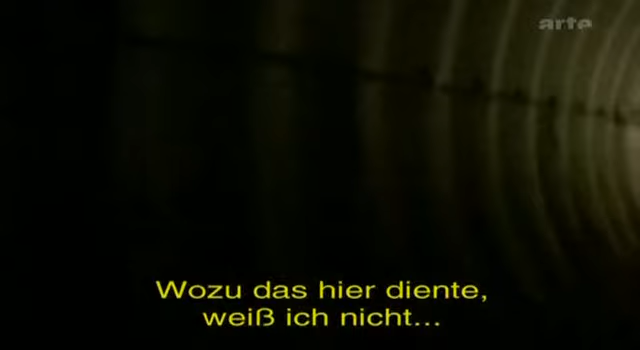 arte
Wozu das hier diente,
weiß ich nicht...